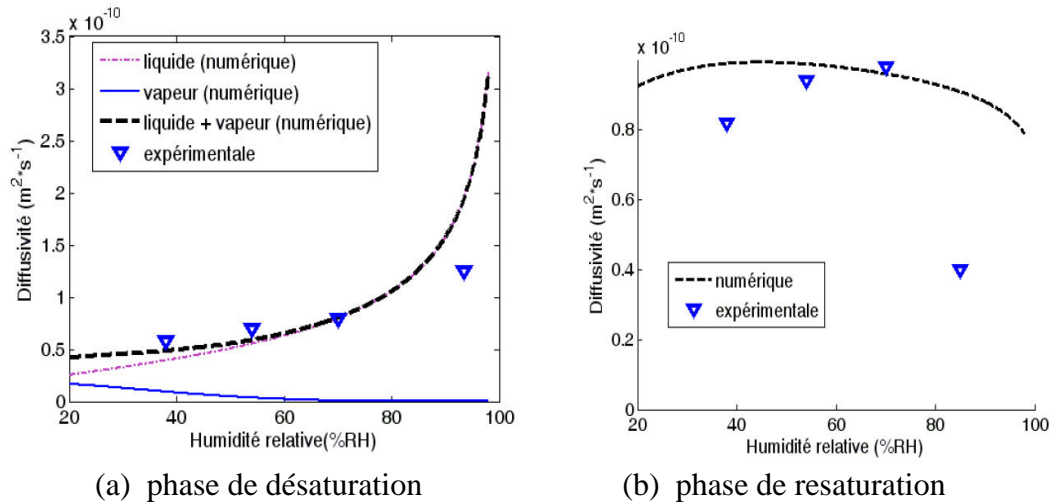 x 10^-10
3.5
3
2.5
2
1.5
1
0.5
0
Diffusivité (m^2*s^-1)
liquide (numérique)
vapeur (numérique)
liquide + vapeur (numérique)
expérimentale
20 40 60 80 100
Humidité relative(%RH)
(a) phase de désaturation
x 10^-10
0.8
0.6
0.4
0.2
0
Diffusivité (m^2*s^-1)
numérique
expérimentale
20 40 60 80 100
Humidité relative (%RH)
(b) phase de resaturation